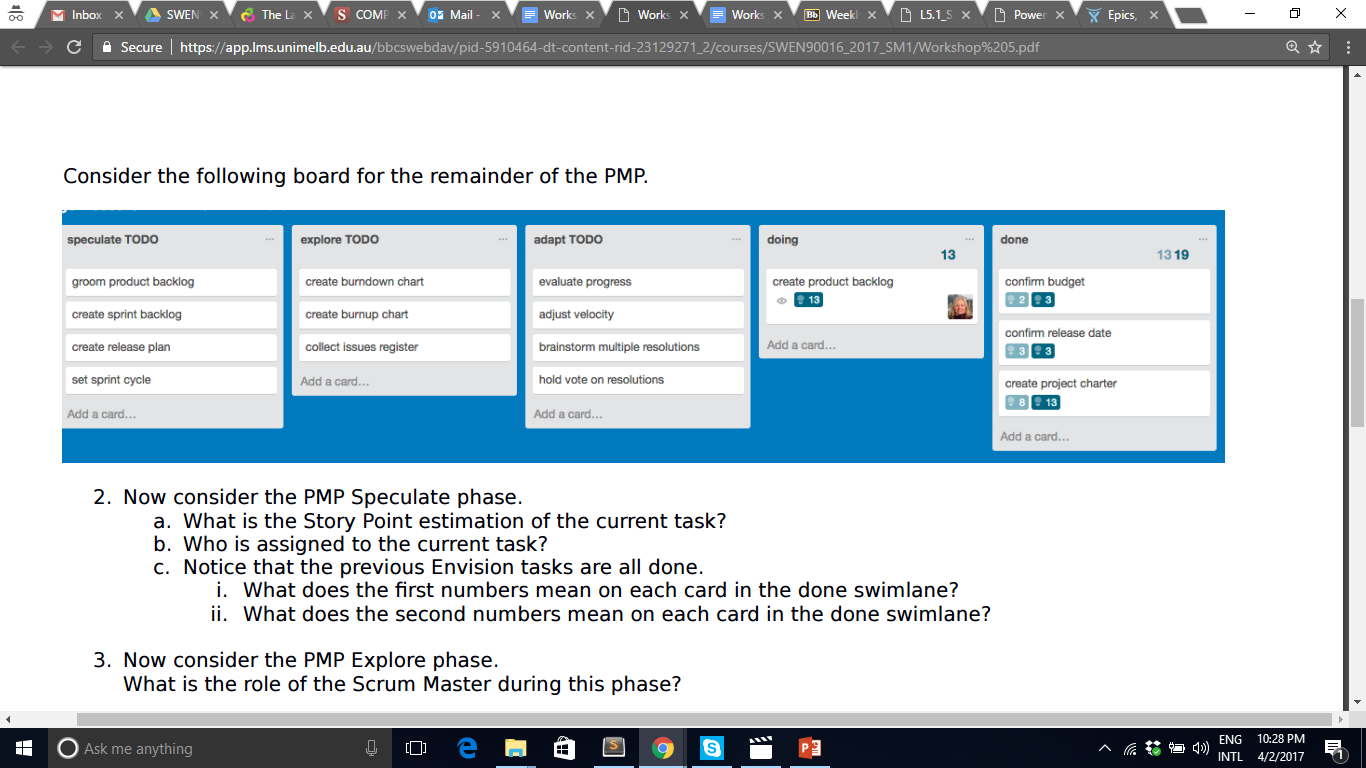 Inbox
SWEN
The La
COMP
Mail -
Works
Works
Works
Week
L5.1_S
Power
Epics,
Secure
https://app.lms.unimelb.edu.au/bbcswebdav/pid-5910464-dt-content-rid-23129271_2/courses/SWEN90016_2017_SM1/Workshop%205.pdf
Consider the following board for the remainder of the PMP.
speculate TODO
groom product backlog
create sprint backlog
create release plan
set sprint cycle
Add a card...
explore TODO
create burndown chart
create burnup chart
collect issues register
Add a card...
adapt TODO
evaluate progress
adjust velocity
brainstorm multiple resolutions
hold vote on resolutions
Add a card...
doing
13
create product backlog
13
Add a card...
done
13 19
confirm budget
2 3
confirm release date
3 3
create project charter
8 13
Add a card...
2. Now consider the PMP Speculate phase.
a. What is the Story Point estimation of the current task?
b. Who is assigned to the current task?
c. Notice that the previous Envision tasks are all done.
i. What does the first numbers mean on each card in the done swimlane?
ii. What does the second numbers mean on each card in the done swimlane?
3. Now consider the PMP Explore phase.
What is the role of the Scrum Master during this phase?
Ask me anything
ENG
INTL
10:28 PM
4/2/2017
1